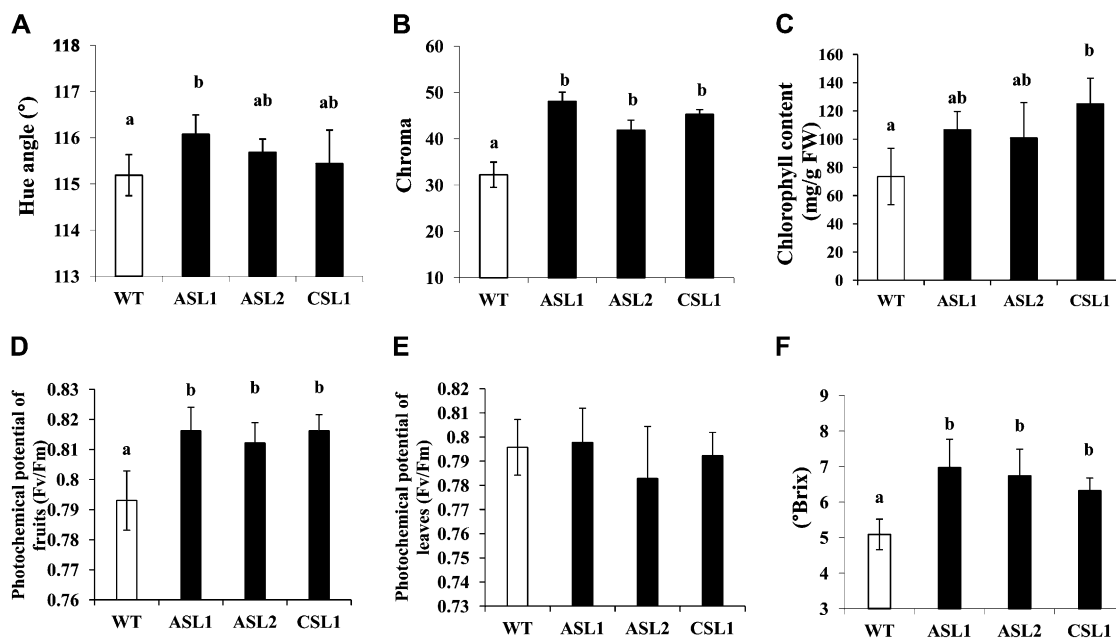 A
Hue angle (°)
118
117
116
115
114
113
a
b
ab
ab
WT
ASL1
ASL2
CSL1
B
Chroma
60
50
40
30
20
10
a
b
b
b
WT
ASL1
ASL2
CSL1
C
Chlorophyll content
(mg/g FW)
160
140
120
100
80
60
40
20
0
a
ab
ab
b
WT
ASL1
ASL2
CSL1
D
Photochemical potential of
fruits (Fv/Fm)
0.83
0.82
0.81
0.8
0.79
0.78
0.77
0.76
a
b
b
b
WT
ASL1
ASL2
CSL1
E
Photochemical potential of
leaves (Fv/Fm)
0.82
0.81
0.8
0.79
0.78
0.77
0.76
0.75
0.74
0.73
WT
ASL1
ASL2
CSL1
F
(°Brix)
9
8
7
6
5
4
3
a
b
b
b
WT
ASL1
ASL2
CSL1